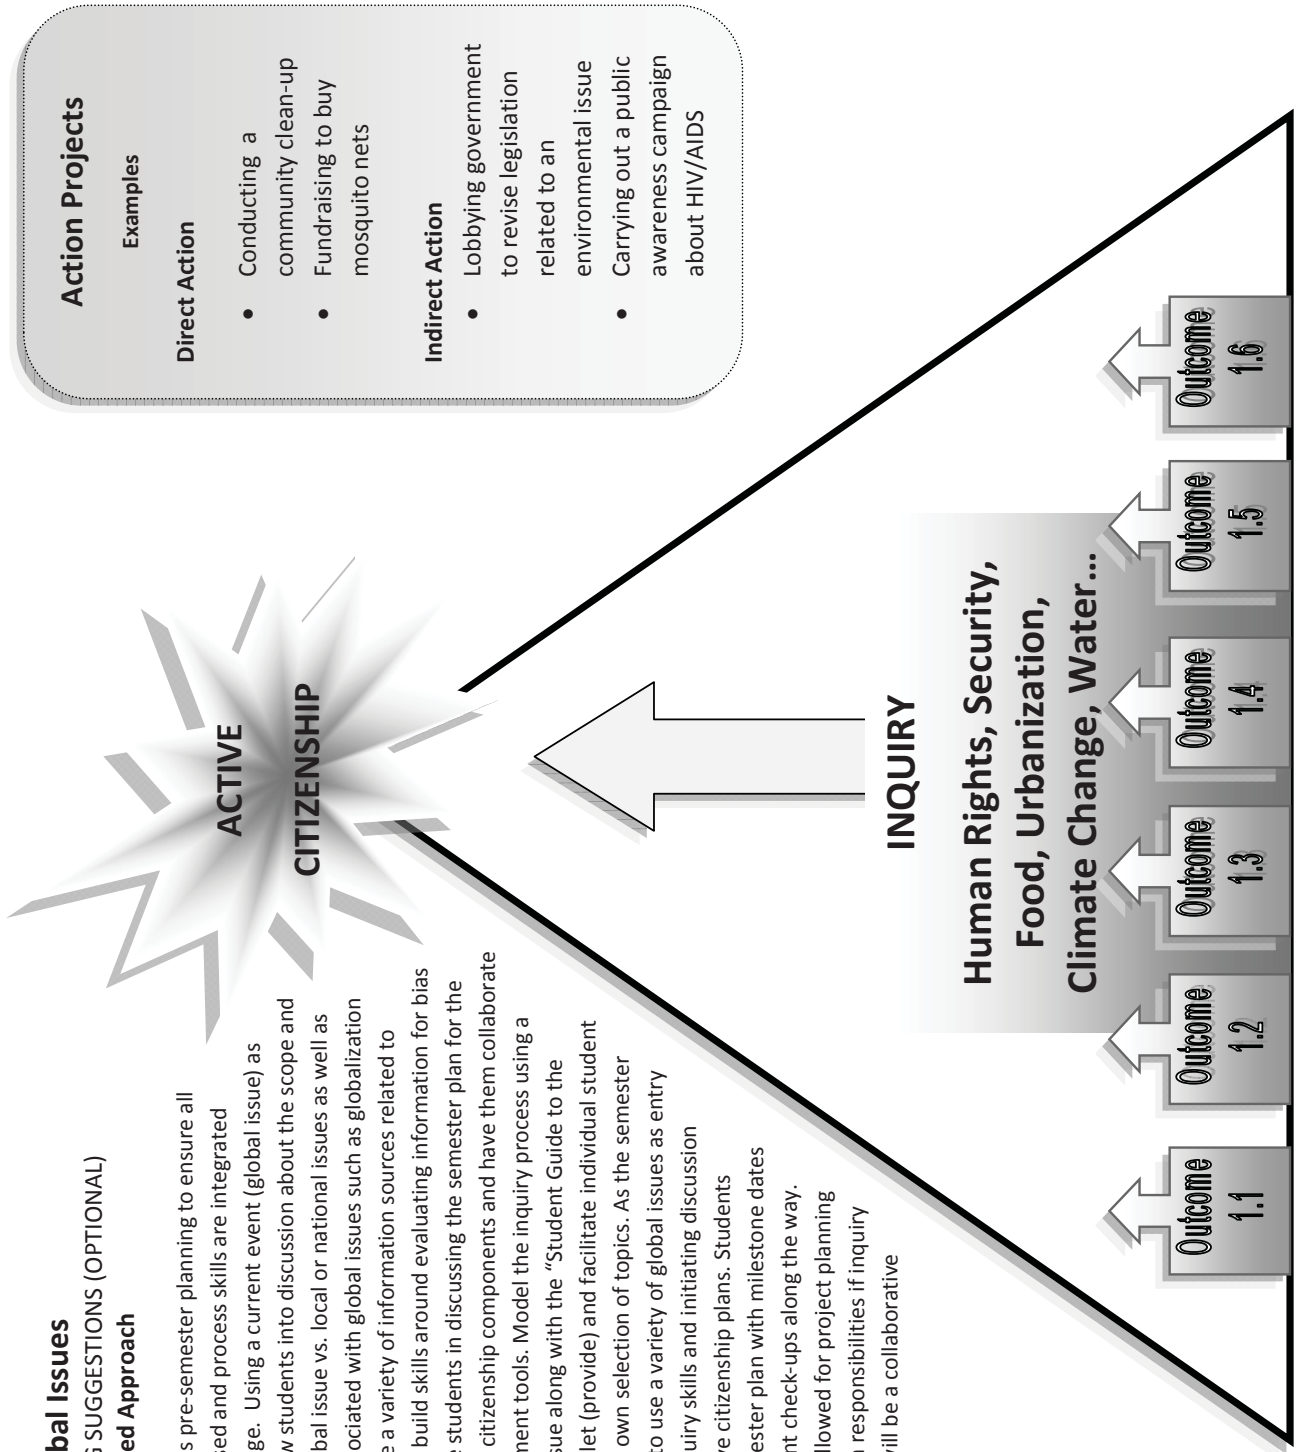 bal Issues
G SUGGESTIONS (OPTIONAL)
ed Approach
s pre-semester planning to ensure all
sed and process skills are integrated
ge. Using a current event (global issue) as
w students into discussion about the scope and
bal issue vs. local or national issues as well as
ociated with global issues such as globalization
e a variety of information sources related to
build skills around evaluating information for bias
e students in discussing the semester plan for the
citizenship components and have them collaborate
ment tools. Model the inquiry process using a
sue along with the “Student Guide to the
let (provide) and facilitate individual student
own selection of topics. As the semester
to use a variety of global issues as entry
uiry skills and initiating discussion
ve citizenship plans. Students
ester plan with milestone dates
nt check-ups along the way.
llowed for project planning
n responsibilities if inquiry
will be a collaborative
ACTIVE
CITIZENSHIP
INQUIRY
Human Rights, Security,
Food, Urbanization,
Climate Change, Water…
Outcome
1.1
Outcome
1.2
Outcome
1.3
Outcome
1.4
Outcome
1.5
Outcome
1.6
Action Projects
Examples
Direct Action
• Conducting a
community clean-up
• Fundraising to buy
mosquito nets
Indirect Action
• Lobbying government
to revise legislation
related to an
environmental issue
• Carrying out a public
awareness campaign
about HIV/AIDS